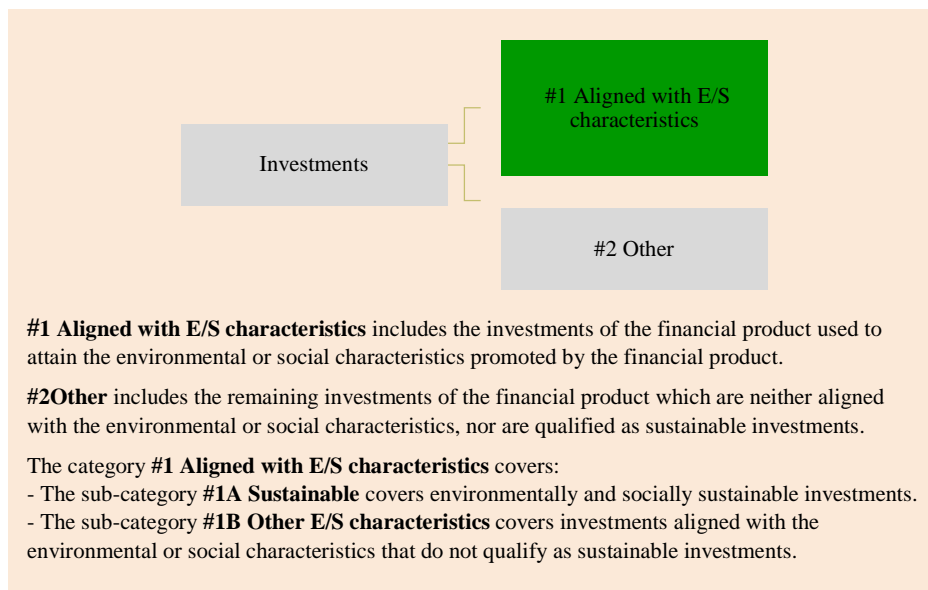 #1 Aligned with E/S
characteristics
Investments
#2 Other
#1 Aligned with E/S characteristics includes the investments of the financial product used to
attain the environmental or social characteristics promoted by the financial product.
#2Other includes the remaining investments of the financial product which are neither aligned
with the environmental or social characteristics, nor are qualified as sustainable investments.
The category #1 Aligned with E/S characteristics covers:
- The sub-category #1A Sustainable covers environmentally and socially sustainable investments.
- The sub-category #1B Other E/S characteristics covers investments aligned with the
environmental or social characteristics that do not qualify as sustainable investments.